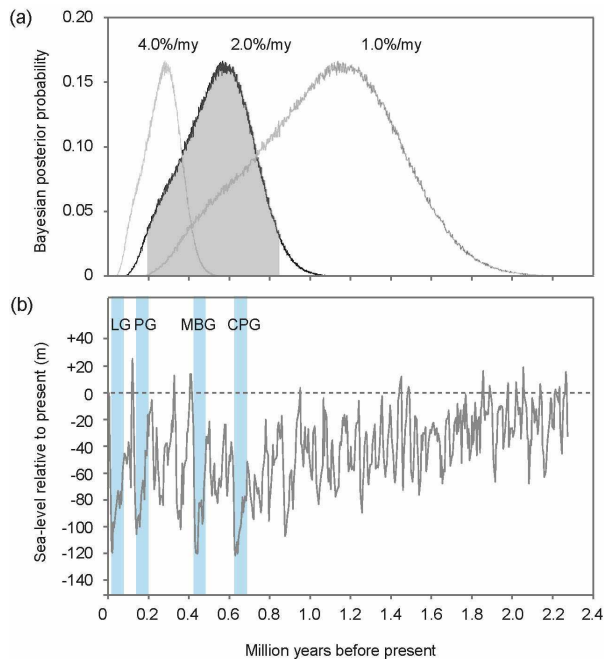 (a)
0.20
4.0%/my 2.0%/my 1.0%/my
0.15
0.10
0.05
0
Bayesian posterior probability
(b)
LG PG MBG CPG
+40
+20
0
-20
-40
-60
-80
-100
-120
-140
Sea-level relative to present (m)
0 0.2 0.4 0.6 0.8 1.0 1.2 1.4 1.6 1.8 2.0 2.2 2.4
Million years before present